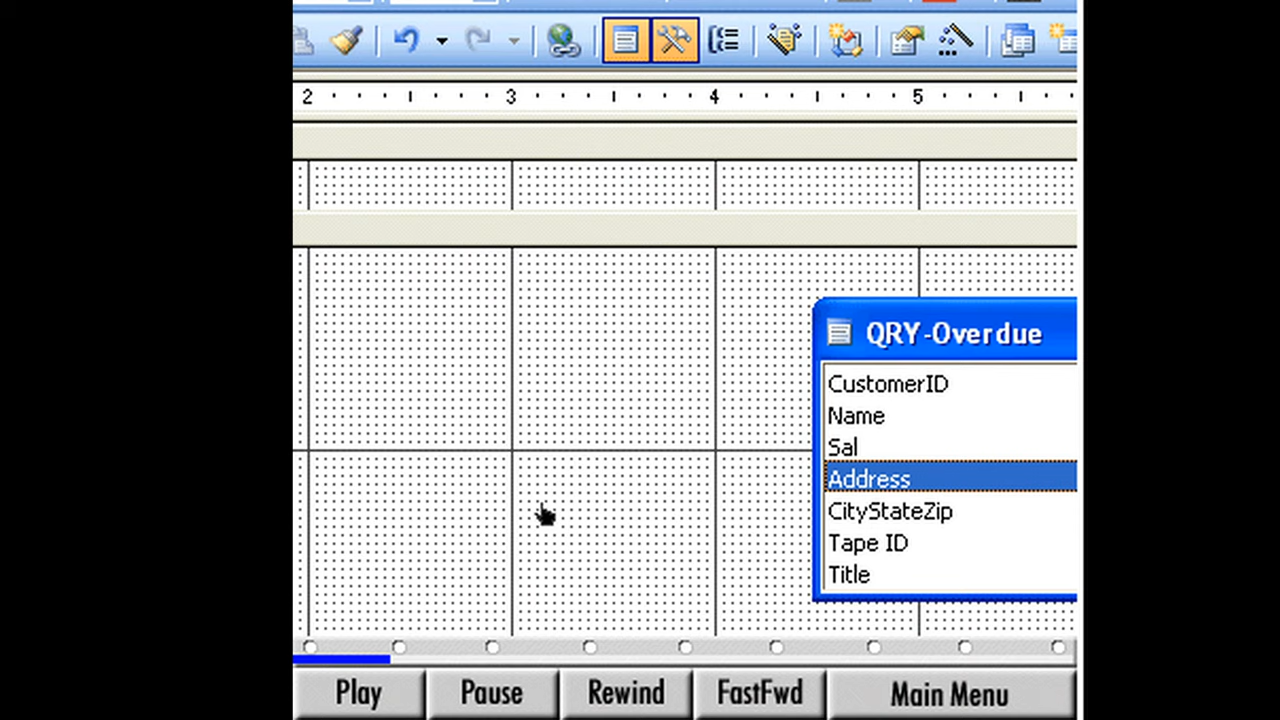 2 3 4 5
QRY-Overdue
CustomerID
Name
Sal
Address
CityStateZip
Tape ID
Title
Play Pause Rewind FastFwd Main Menu